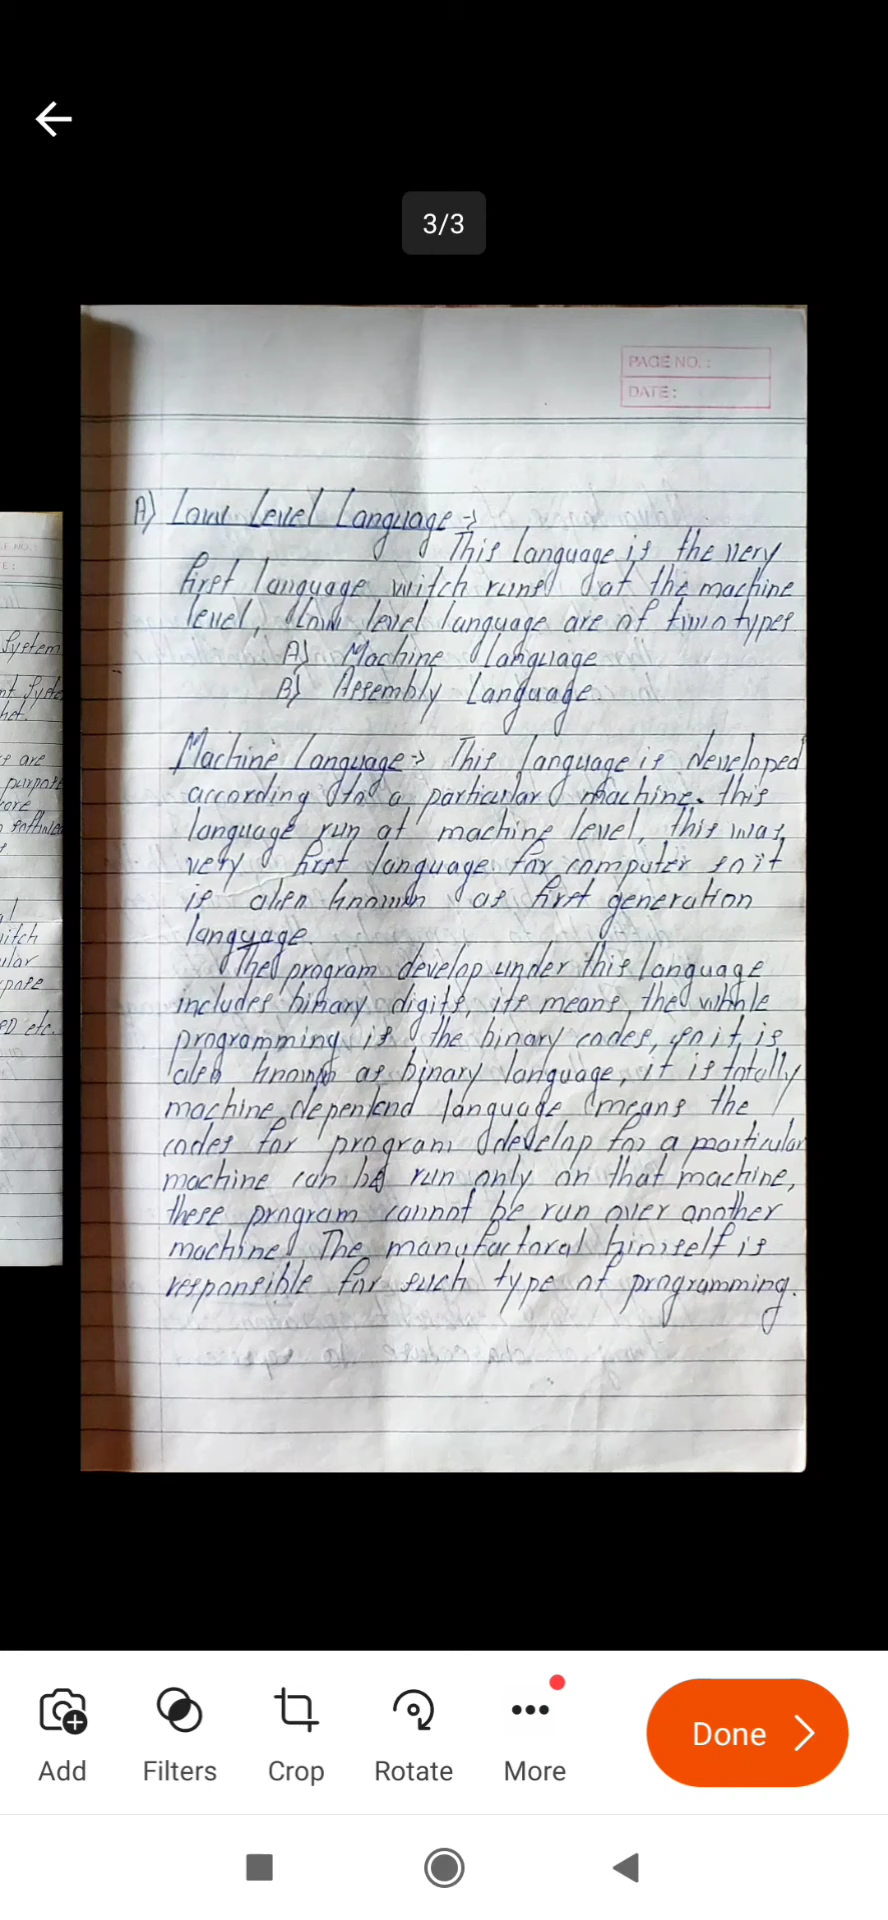 3/3
PAGE NO. :
DATE :
A) Low Level Language →
This language is the very
first language witch runs at the machine
level, Low level language are of two types
A) Machine language
B) Assembly Language.
Machine Language → This language is developed
according to a particular machine. this
language run at machine level, this was
very first language for computer so it
is also known as first generation
language.
The program develop under this language
includes binary digits, its means the whole
programming is the binary codes, so it is
also known as binary language, it is totally
machine language means the
codes for program develop for a particular
machine can be run only on that machine,
these program cannot be run over another
machine. The himself is
responsible for such type of programming.
System
are
purpose
witch
etc.
Add
Filters
Crop
Rotate
More
Done